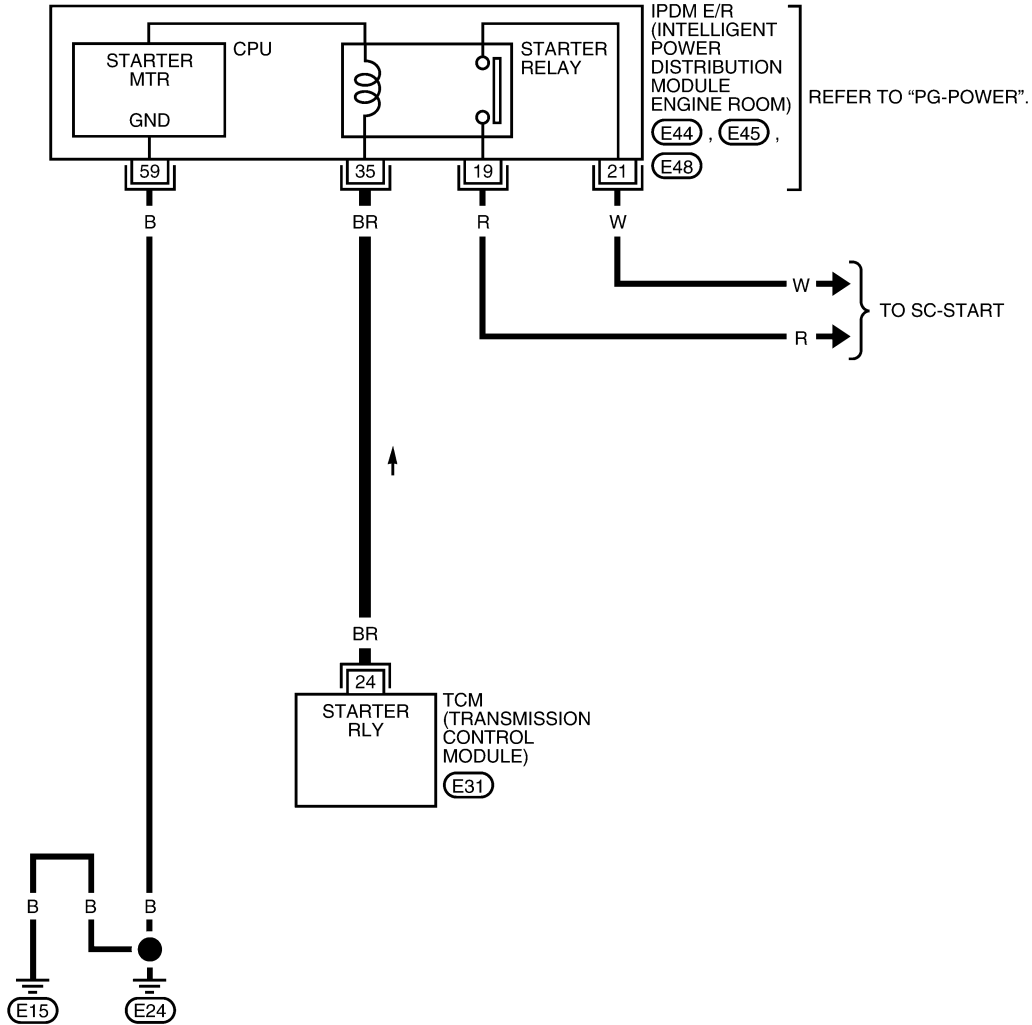 STARTER
MTR
GND
CPU
STARTER
RELAY
IPDM E/R
(INTELLIGENT
POWER
DISTRIBUTION
MODULE
ENGINE ROOM)
E44 , E45 ,
E48
REFER TO “PG-POWER”.
59 35 19 21
B BR R W
W
R
TO SC-START
BR
24
STARTER
RLY
TCM
(TRANSMISSION
CONTROL
MODULE)
E31
B B B
E15 E24